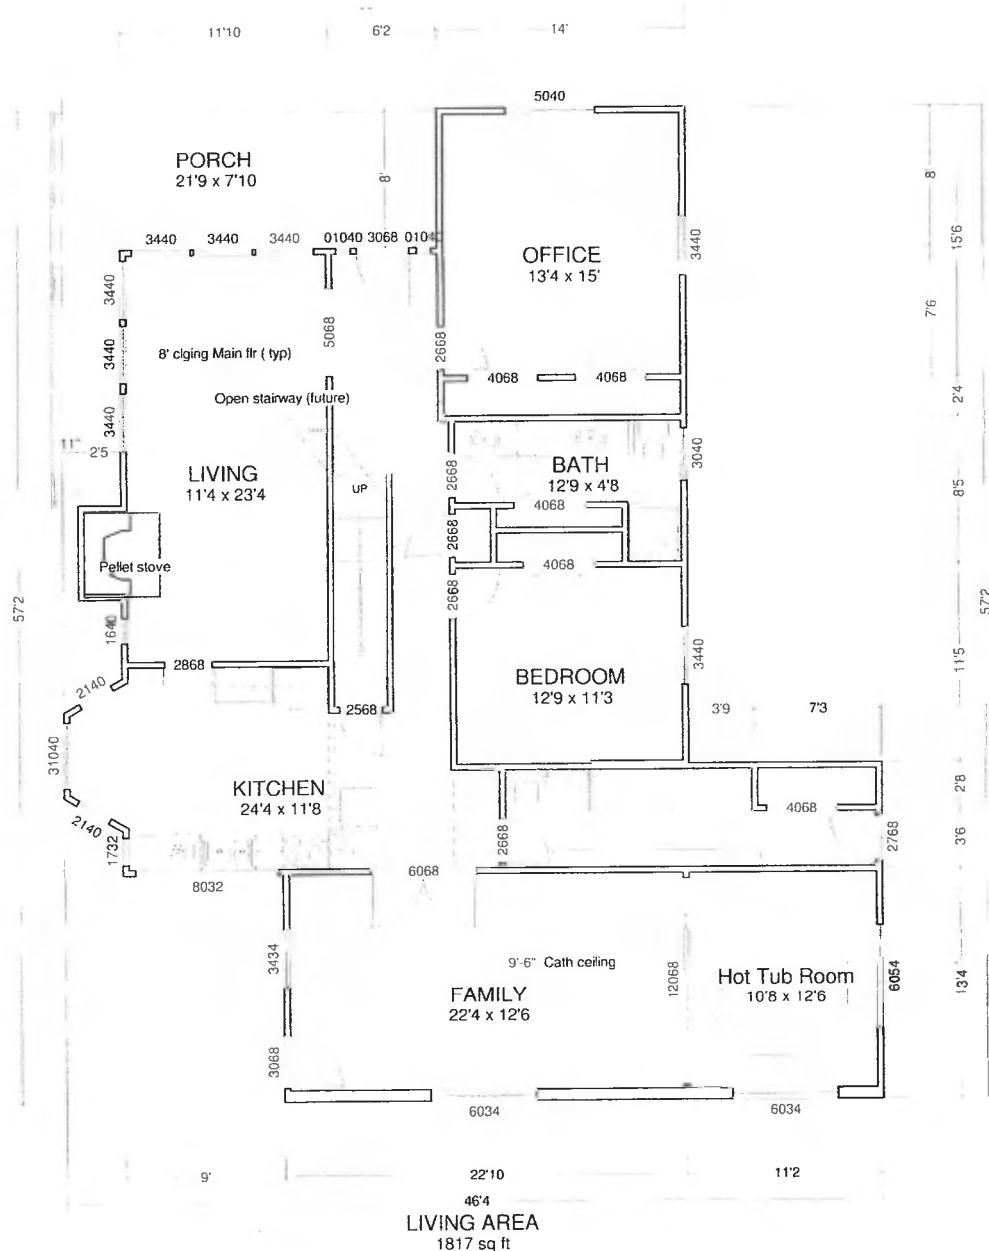 11'10 6'2 14'
5040
PORCH
21'9 x 7'10
8'
8'
3440 3440 3440 01040 3068 0104
OFFICE
13'4 x 15'
3440
15'6
3440
7'6
5068
2668
3440
8' clging Main flr ( typ)
4068 4068
Open stairway (future)
2'4
3440
11"
2'5
2668
BATH
12'9 x 4'8
3040
LIVING
11'4 x 23'4
UP
8'5
4068
2668
Pellet stove
4068
2668
57'2
57'2
1640
2868
BEDROOM
12'9 x 11'3
3440
11'5
2140
2568
3'9 7'3
31040
KITCHEN
24'4 x 11'8
2'8
4068
2140
1732
2668
2768
3'6
8032
6068
3434
9'-6" Cath ceiling
12068
Hot Tub Room
10'8 x 12'6
6054
13'4
FAMILY
22'4 x 12'6
3068
6034
6034
9' 22'10 11'2
46'4
LIVING AREA
1817 sq ft